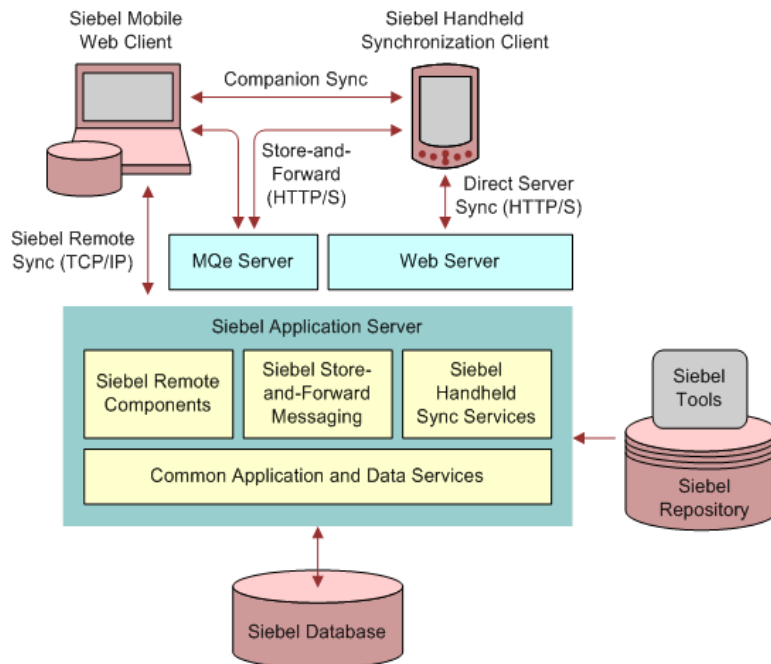 Siebel Mobile
Web Client
Siebel Handheld
Synchronization Client
Companion Sync
Store-and-
Forward
(HTTP/S)
Direct Server
Sync (HTTP/S)
Siebel Remote
Sync (TCP/IP)
MQe Server
Web Server
Siebel Application Server
Siebel Remote
Components
Siebel Store-
and-Forward
Messaging
Siebel
Handheld
Sync Services
Common Application and Data Services
Siebel
Tools
Siebel
Repository
Siebel Database